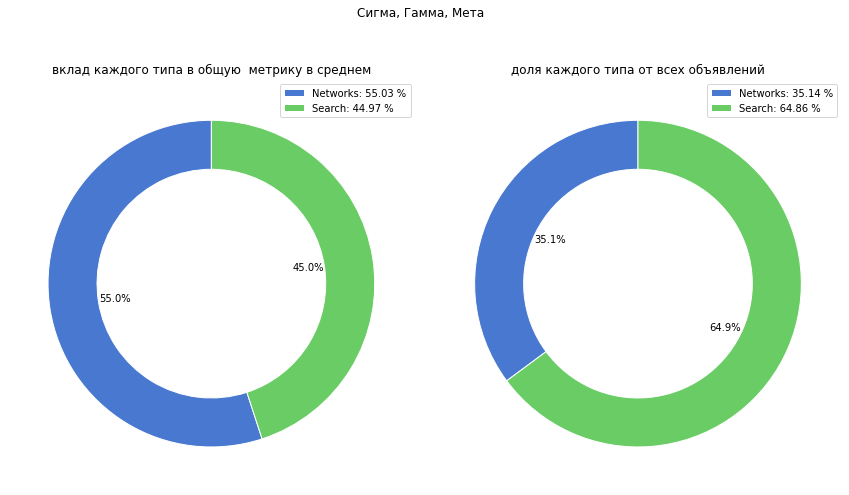 Сигма, Гамма, Мета
вклад каждого типа в общую  метрику в среднем
Networks: 55.03 %
Search: 44.97 %
45.0%
55.0%
доля каждого типа от всех объявлений
Networks: 35.14 %
Search: 64.86 %
35.1%
64.9%